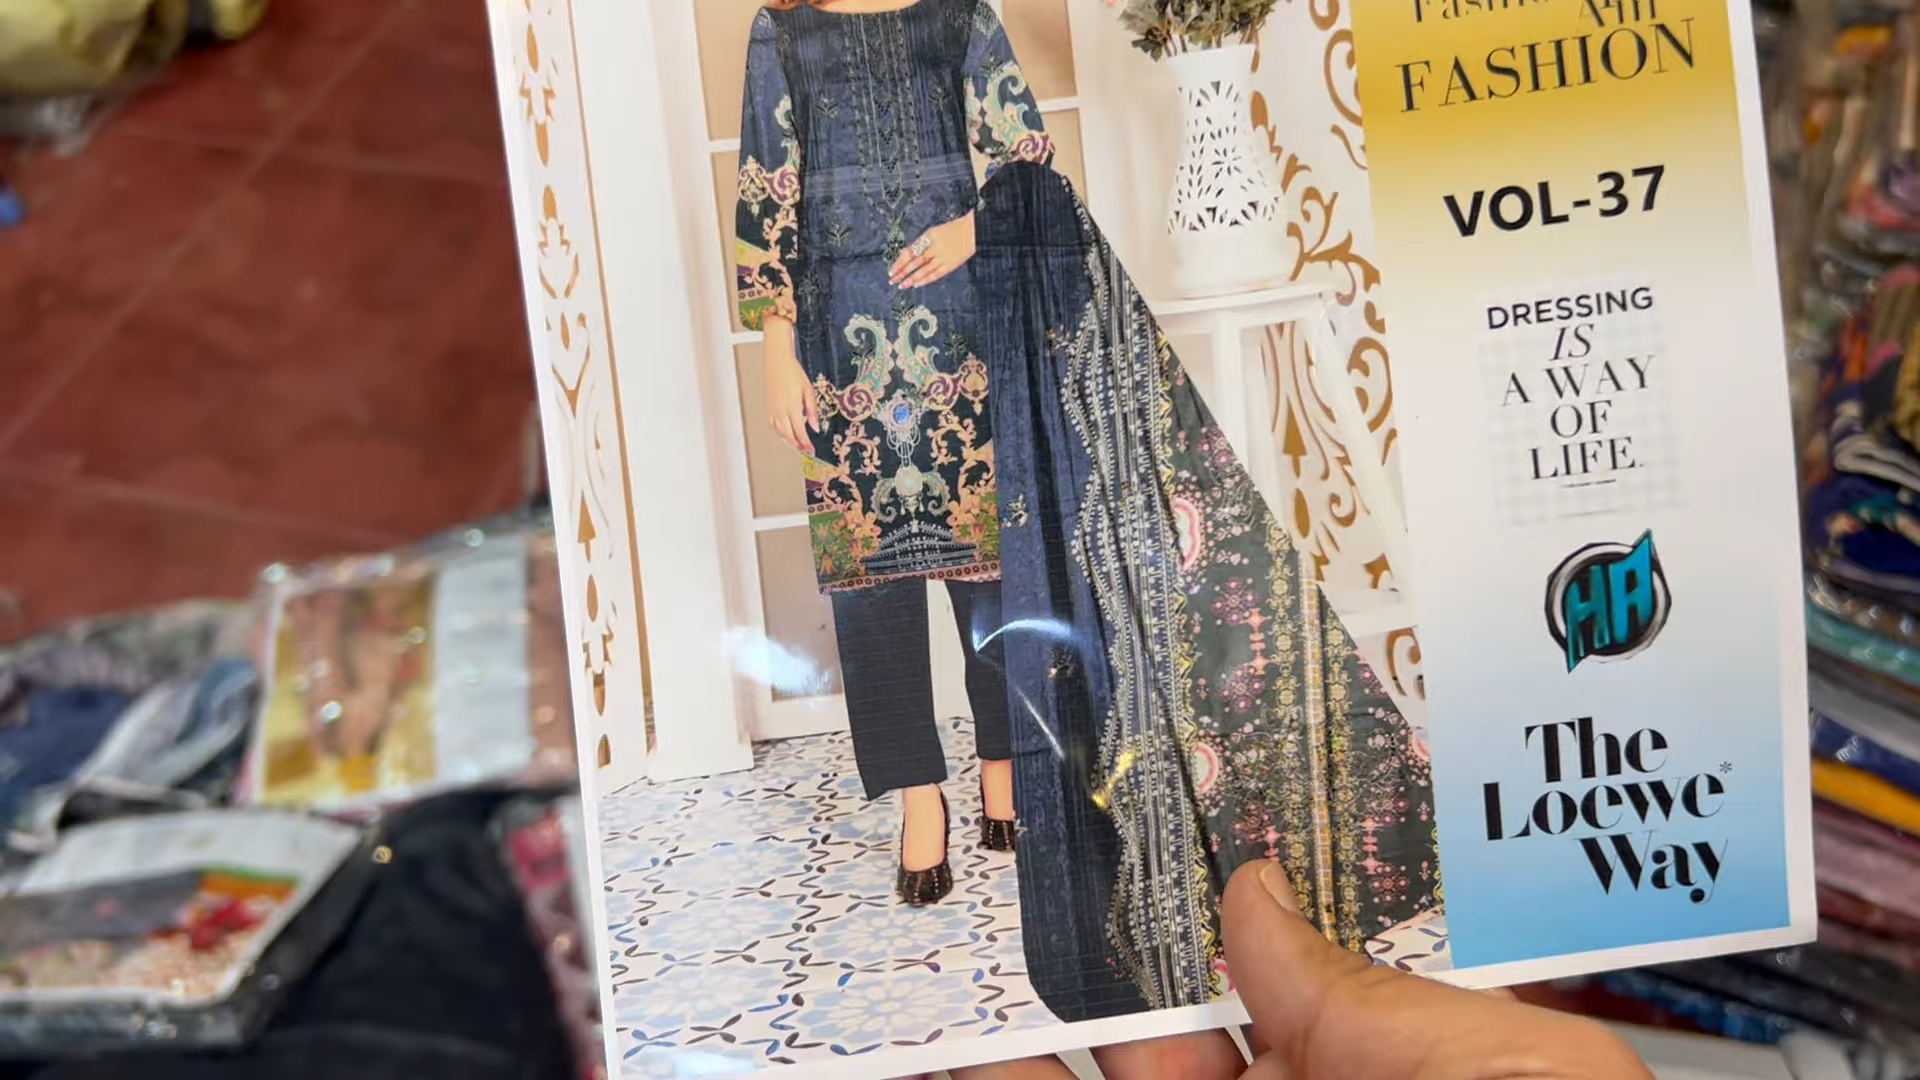 FASHION
VOL-37
DRESSING
IS
A WAY
OF
LIFE.
HA
The
Loewe*
Way